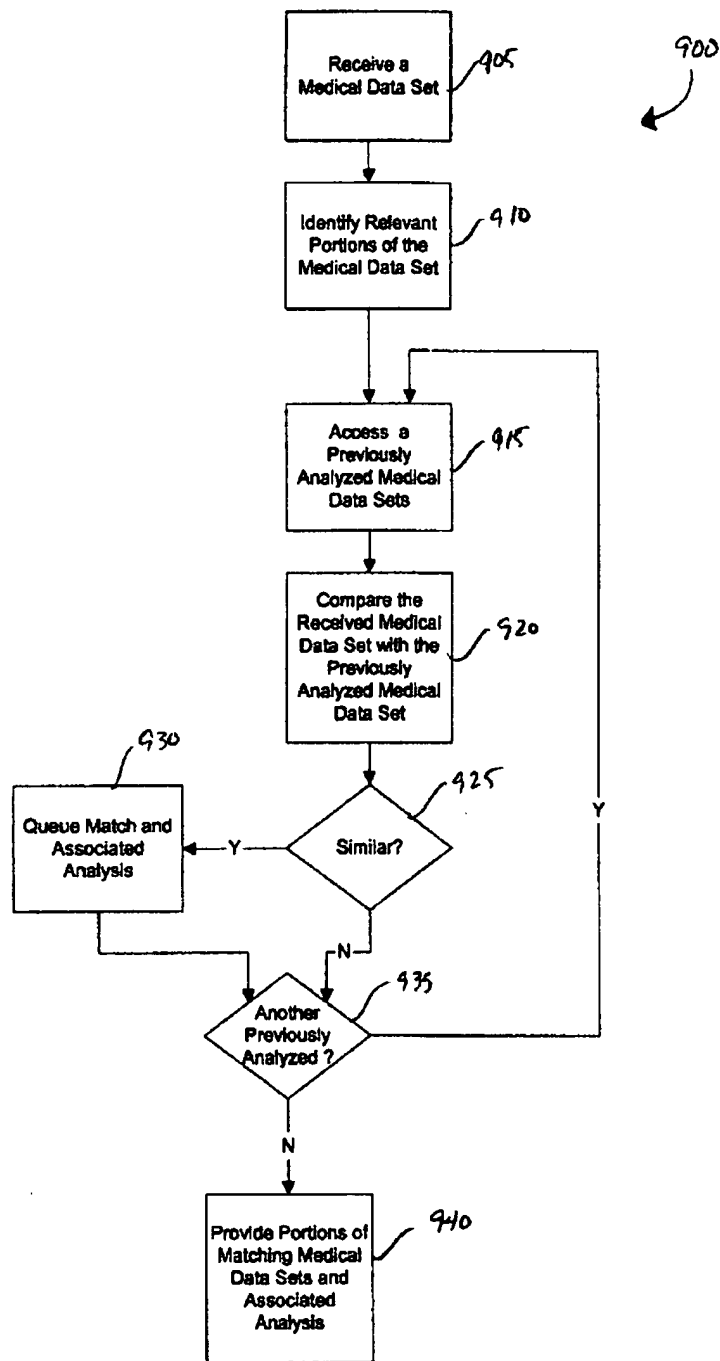 Receive a
Medical Data Set
905
900
Identify Relevant
Portions of the
Medical Data Set
910
Access a
Previously
Analyzed Medical
Data Sets
915
Compare the
Received Medical
Data Set with the
Previously
Analyzed Medical
Data Set
920
930
Queue Match and
Associated
Analysis
Y
Similar?
925
Y
N
Another
Previously
Analyzed ?
935
N
Provide Portions of
Matching Medical
Data Sets and
Associated
Analysis
940